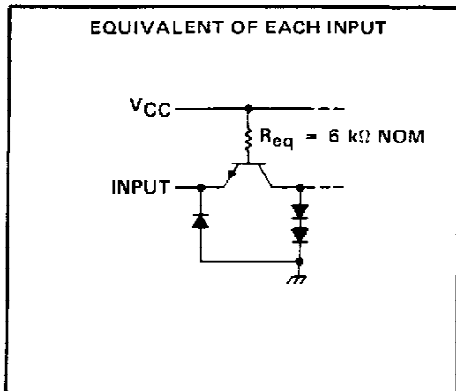 EQUIVALENT OF EACH INPUT
VCC
Req = 6 kΩ NOM
INPUT